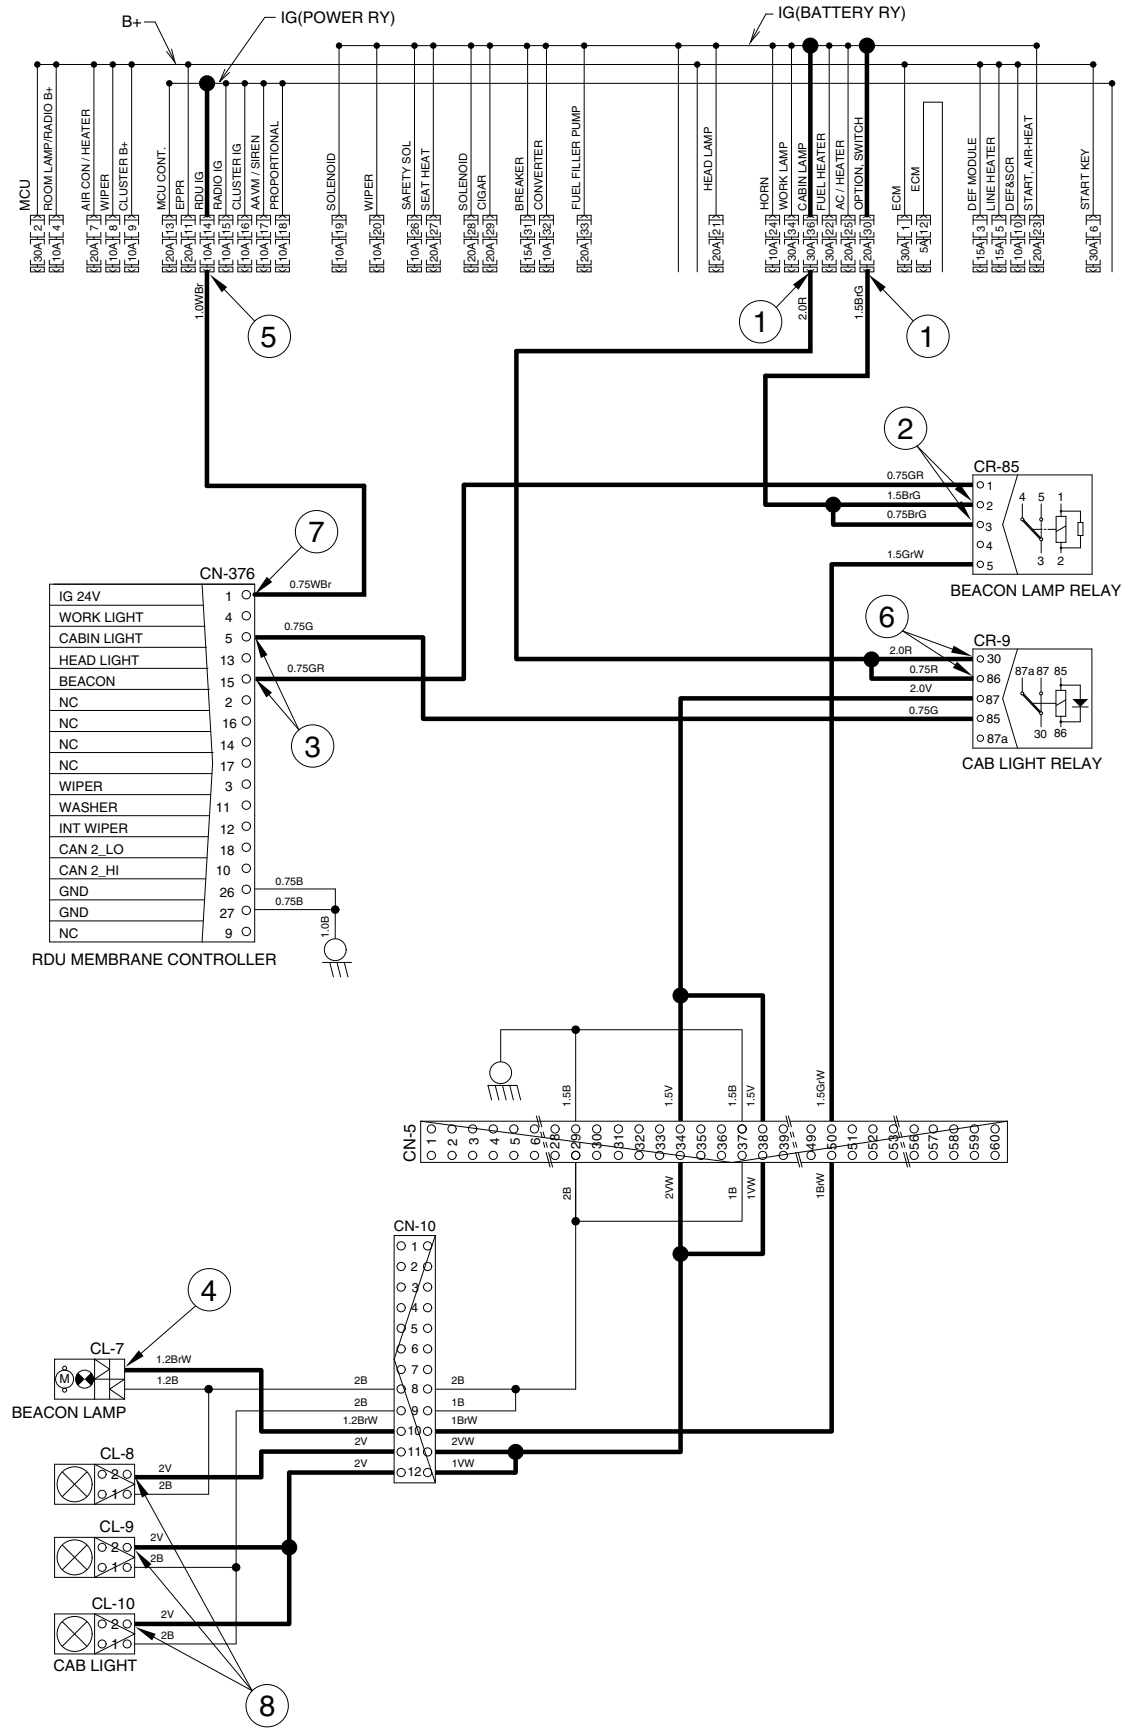 B+
IG(POWER RY)
IG(BATTERY RY)
MCU
ROOM LAMP/RADIO B+
AIR CON / HEATER
WIPER
CLUSTER B+
MCU CONT.
EPPR
RDU IG
RADIO IG
CLUSTER IG
AAVM / SIREN
PROPORTIONAL
SOLENOID
WIPER
SAFETY SOL
SEAT HEAT
SOLENOID
CIGAR
BREAKER
CONVERTER
FUEL FILLER PUMP
HEAD LAMP
HORN
WORK LAMP
CABIN LAMP
FUEL HEATER
AC / HEATER
OPTION, SWITCH
ECM
ECM
DEF MODULE
LINE HEATER
DEF&SCR
START, AIR-HEAT
START KEY
30A 2
10A 4
20A 7
10A 8
10A 9
20A 13
20A 11
10A 14
10A 15
10A 16
10A 17
10A 18
10A 19
10A 20
10A 26
20A 27
20A 28
20A 29
15A 31
10A 32
20A 33
20A 21
10A 24
30A 34
30A 36
30A 22
20A 25
20A 30
30A 1
5A 12
15A 3
15A 5
10A 10
20A 23
30A 6
1.0WBr
5
1
2.0R
1.5BrG
1
2
CR-85
0.75GR
1
1.5BrG
2
0.75BrG
3
4
1.5GrW
5
4 5 1
3 2
BEACON LAMP RELAY
7
CN-376
0.75WBr
IG 24V 1
WORK LIGHT 4
CABIN LIGHT 5
0.75G
HEAD LIGHT 13
BEACON 15
0.75GR
NC 2
NC 16
NC 14
NC 17
WIPER 3
WASHER 11
INT WIPER 12
CAN 2_LO 18
CAN 2_HI 10
GND 26
0.75B
GND 27
0.75B
NC 9
1.0B
RDU MEMBRANE CONTROLLER
3
6
CR-9
2.0R
30
0.75R
86
2.0V
87
0.75G
85
87a
87a 87 85
30 86
CAB LIGHT RELAY
1.5B
1.5V
1.5B
1.5V
1.5GrW
CN-5
1 2 3 4 5 6 28 29 30 31 32 33 34 35 36 37 38 39 49 50 51 52 53 56 57 58 59 60
2B
2VW
1B
1VW
1BrW
CN-10
1
2
3
4
5
6
7
2B 8 2B
2B 9 1B
1.2BrW 10 1BrW
2V 11 2VW
2V 12 1VW
4
CL-7
M
1.2BrW
1.2B
BEACON LAMP
CL-8
2 2V
1 2B
CL-9
2 2V
1 2B
CL-10
2 2V
1 2B
CAB LIGHT
8